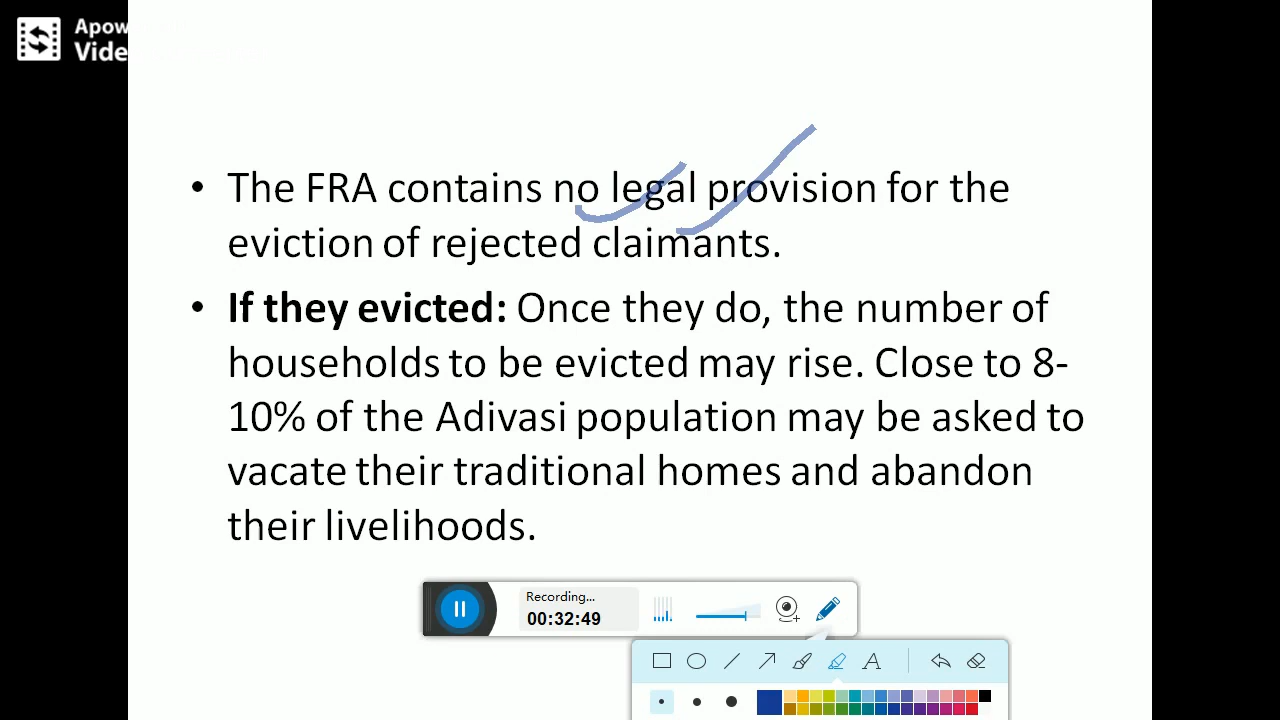 Apow
Vide
• The FRA contains no legal provision for the
eviction of rejected claimants.
• If they evicted: Once they do, the number of
households to be evicted may rise. Close to 8-
10% of the Adivasi population may be asked to
vacate their traditional homes and abandon
their livelihoods.
Recording...
00:32:49
A